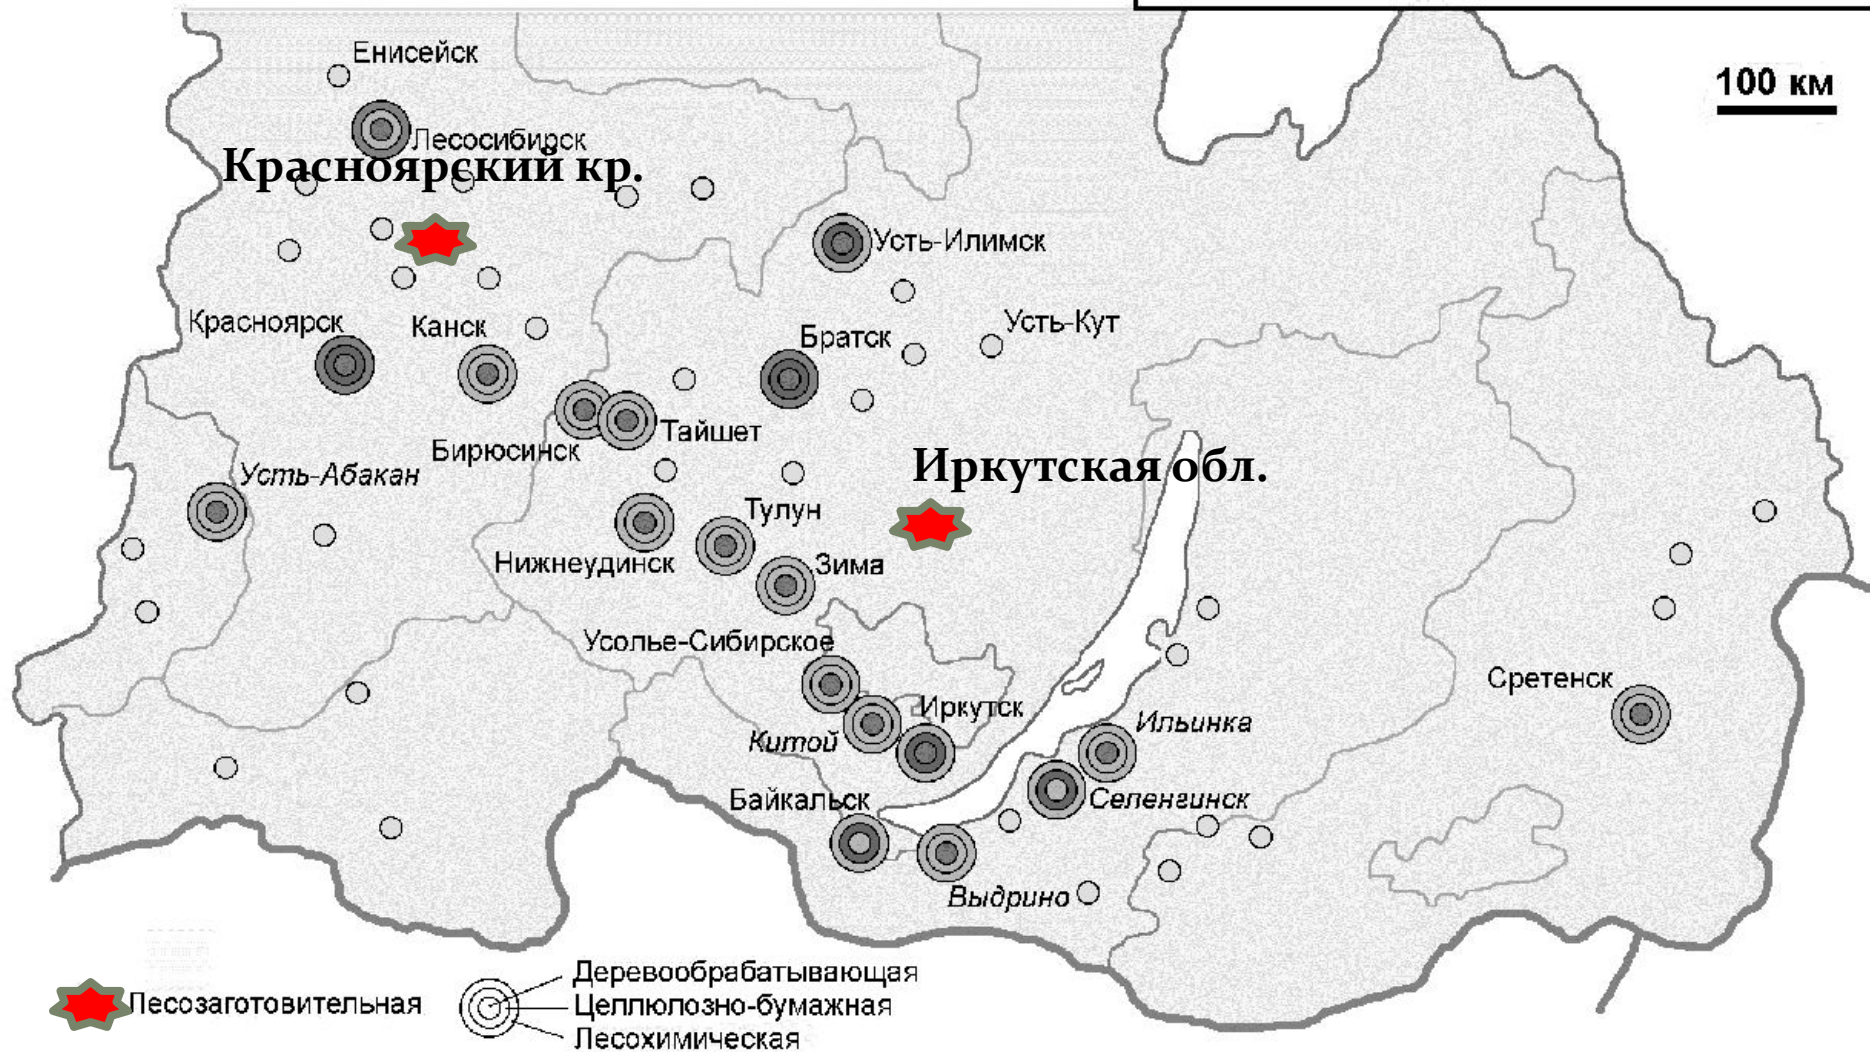 Енисейск
100 км
Лесосибирск
Красноярский кр.
Усть-Илимск
Красноярск
Канск
Братск
Усть-Кут
Бирюсинск
Тайшет
Усть-Абакан
Иркутская обл.
Тулун
Нижнеудинск
Зима
Усолье-Сибирское
Сретенск
Иркутск
Китой
Ильинка
Байкальск
Селенгинск
Выдрино
Лесозаготовительная
Деревообрабатывающая
Целлюлозно-бумажная
Лесохимическая